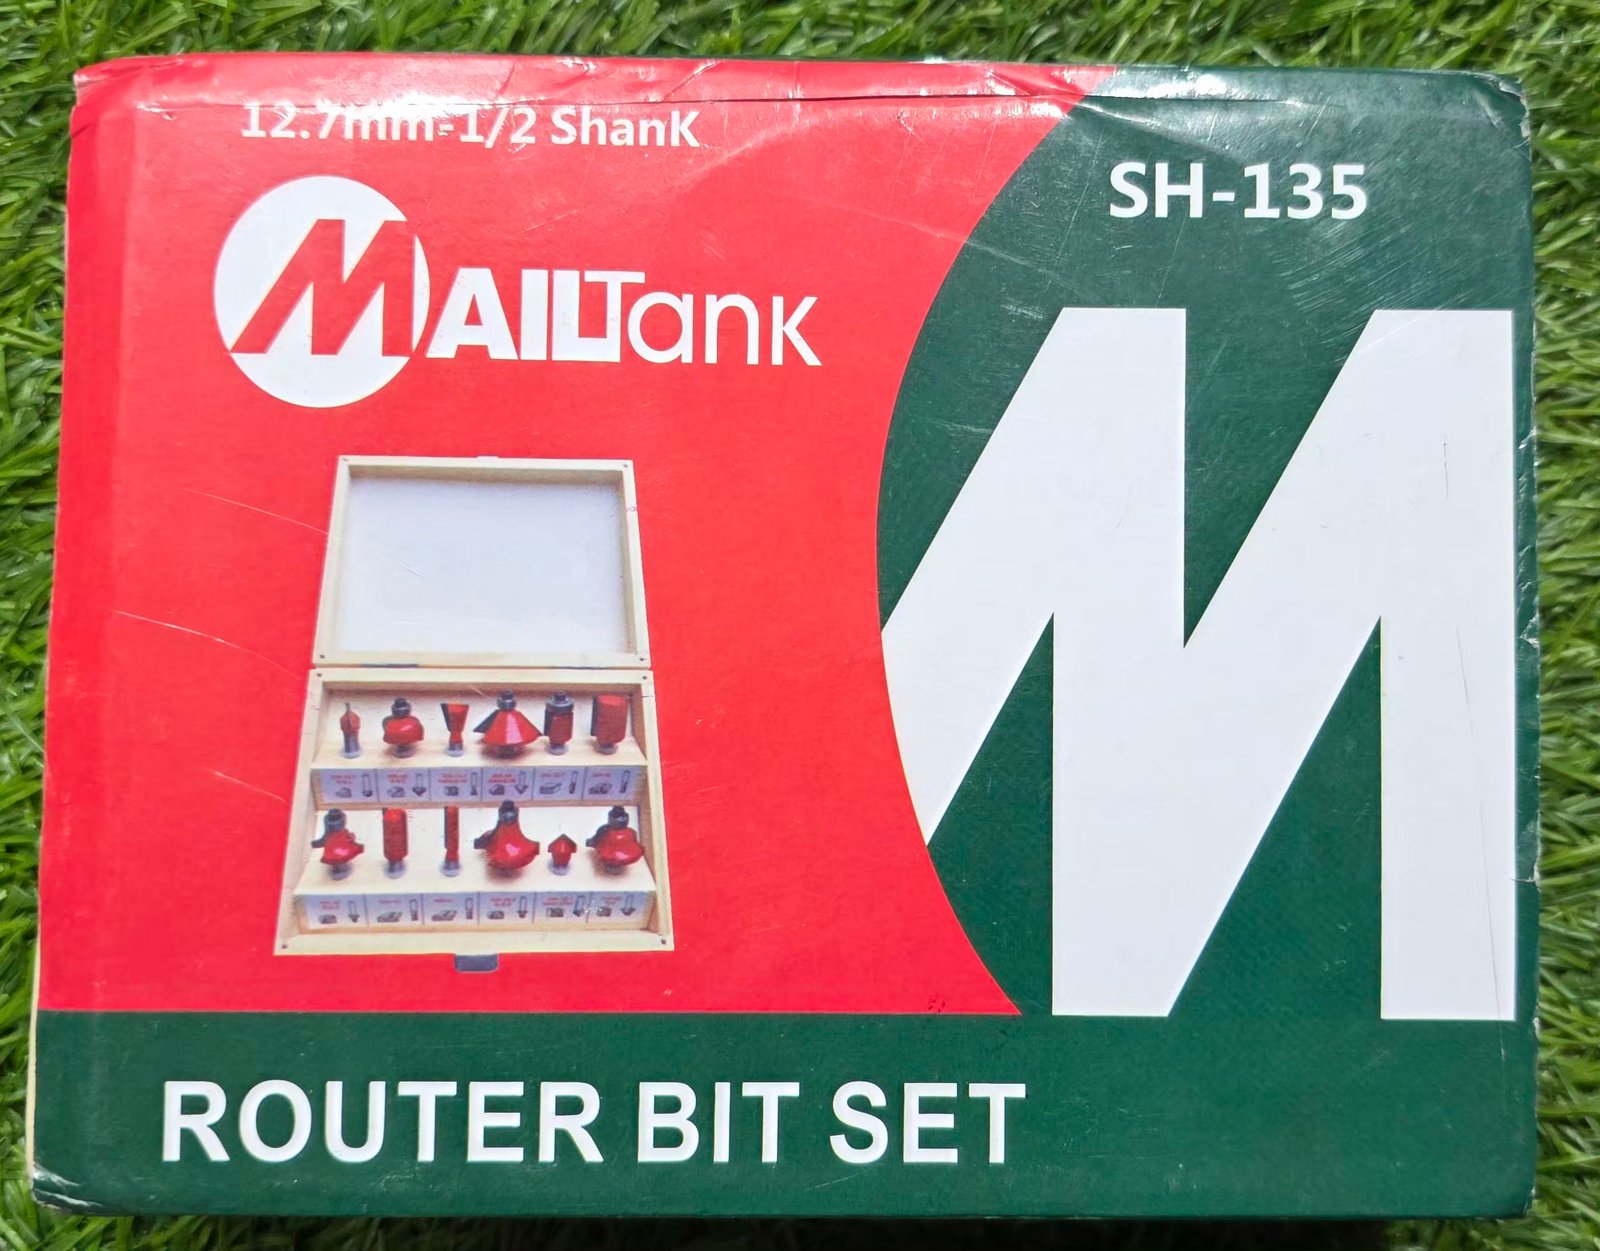 12.7mm-1/2 ShanK
SH-135
MAILTank
M
ROUTER BIT SET